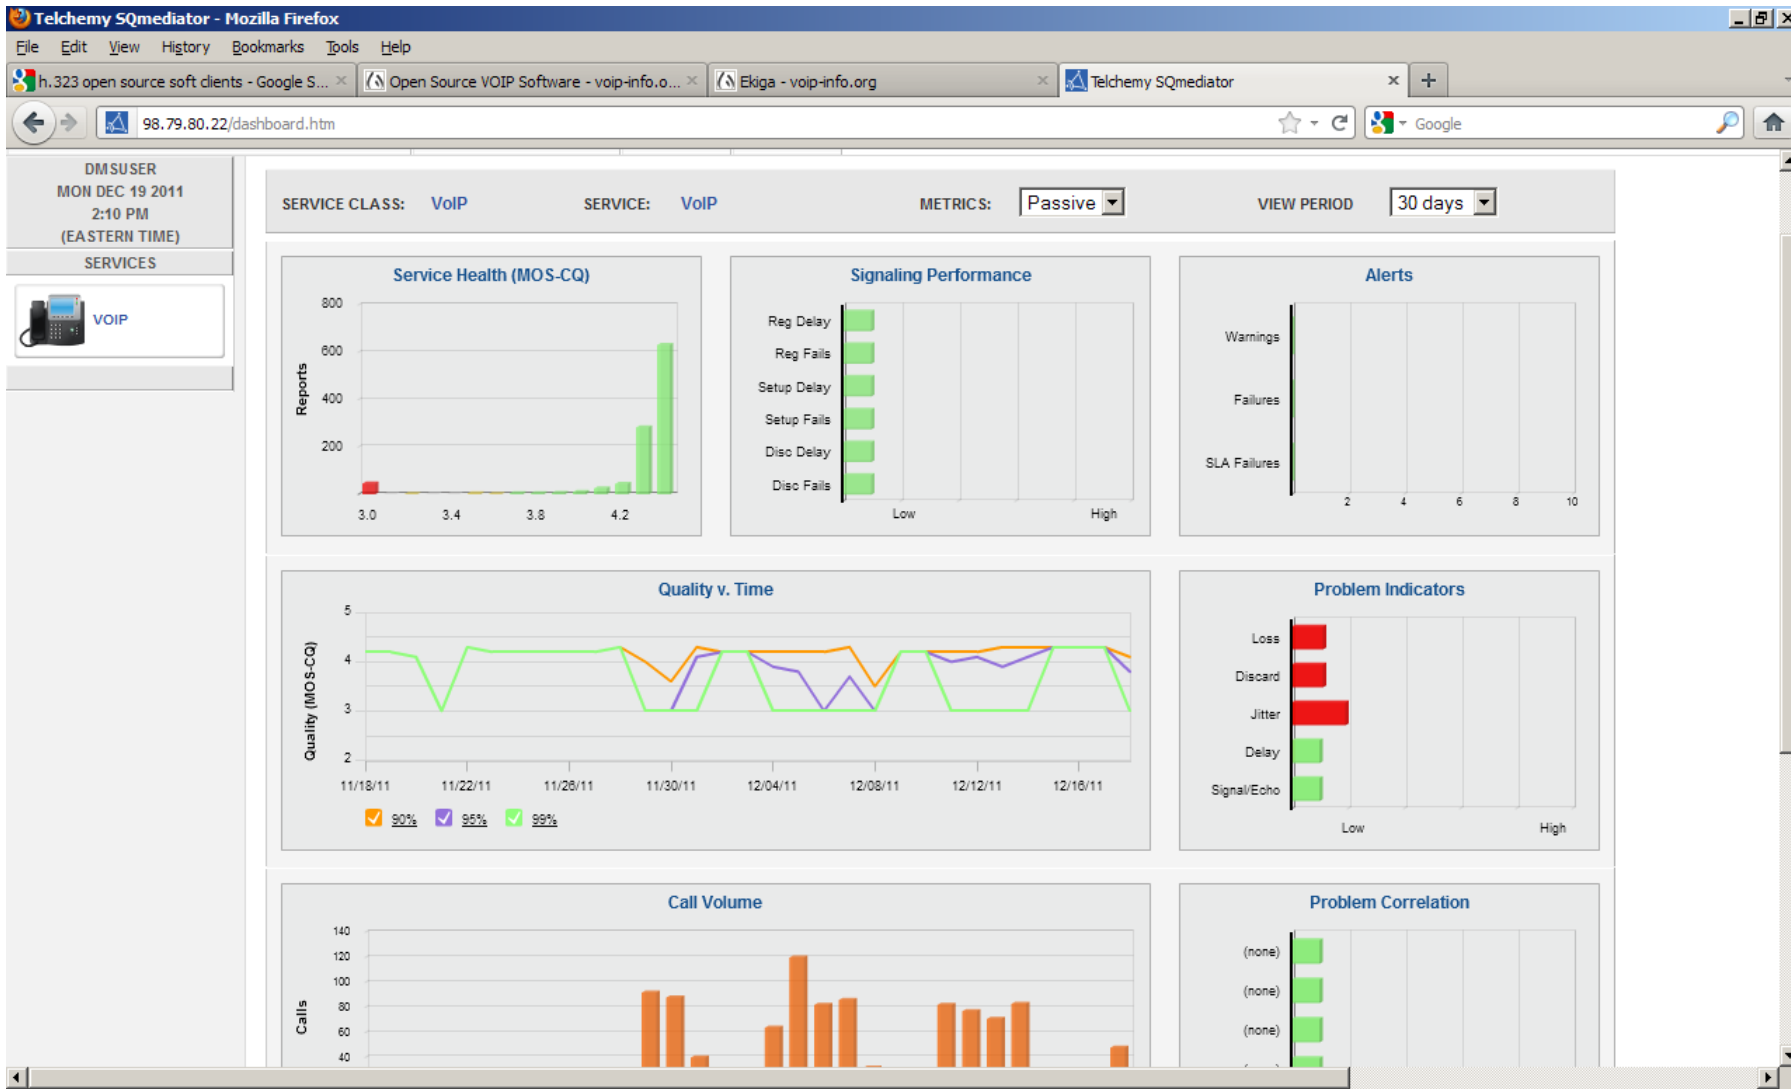 Telchemy SQmediator - Mozilla Firefox
File Edit View History Bookmarks Tools Help
h.323 open source soft clients - Google S...
Open Source VOIP Software - voip-info.o...
Ekiga - voip-info.org
Telchemy SQmediator
98.79.80.22/dashboard.htm
Google
DMSUSER
MON DEC 19 2011
2:10 PM
(EASTERN TIME)
SERVICES
VOIP
SERVICE CLASS: VoIP SERVICE: VoIP METRICS: Passive VIEW PERIOD 30 days
Service Health (MOS-CQ)
Reports
800
600
400
200
3.0 3.4 3.8 4.2
Signaling Performance
Reg Delay
Reg Fails
Setup Delay
Setup Fails
Disc Delay
Disc Fails
Low High
Alerts
Warnings
Failures
SLA Failures
2 4 6 8 10
Quality v. Time
Quality (MOS-CQ)
5
4
3
2
11/18/11 11/22/11 11/26/11 11/30/11 12/04/11 12/08/11 12/12/11 12/16/11
90% 95% 99%
Problem Indicators
Loss
Discard
Jitter
Delay
Signal/Echo
Low High
Call Volume
Calls
140
120
100
80
60
40
Problem Correlation
(none)
(none)
(none)